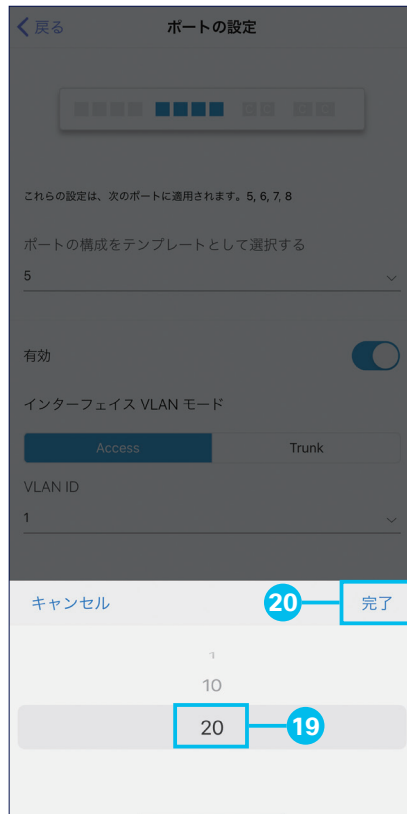 戻る ポートの設定
C C C C
これらの設定は、次のポートに適用されます。5, 6, 7, 8
ポートの構成をテンプレートとして選択する
5
有効
インターフェイス VLAN モード
Access Trunk
VLAN ID
1
キャンセル 20 完了
1
10
20 19